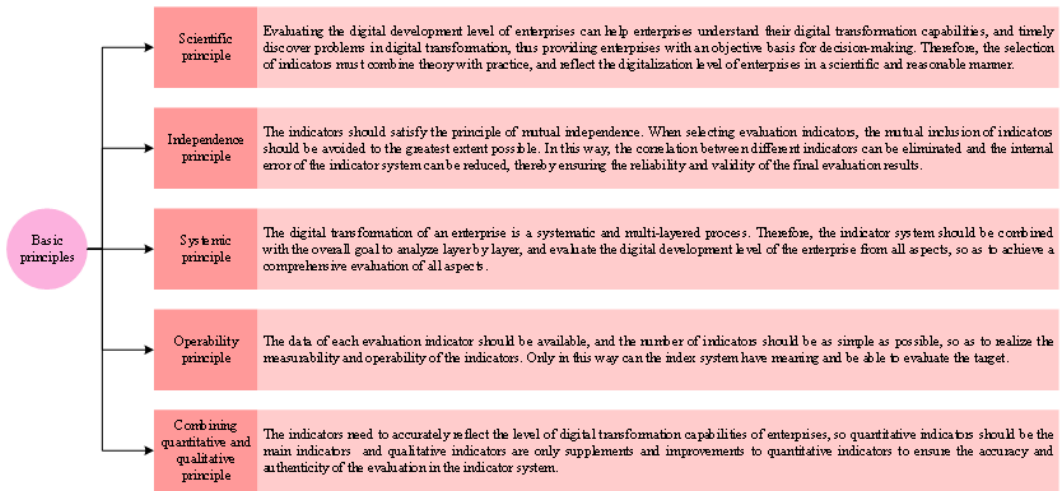 Basic
principles
Scientific
principle
Evaluating the digital development level of enterprises can help enterprises understand their digital transformation capabilities, and timely
discover problems in digital transformation, thus providing enterprises with an objective basis for decision-making. Therefore, the selection
of indicators must combine theory with practice, and reflect the digitalization level of enterprises in a scientific and reasonable manner.
Independence
principle
The indicators should satisfy the principle of mutual independence. When selecting evaluation indicators, the mutual inclusion of indicators
should be avoided to the greatest extent possible. In this way, the correlation between different indicators can be eliminated and the internal
error of the indicator system can be reduced, thereby ensuring the reliability and validity of the final evaluation results.
Systemic
principle
The digital transformation of an enterprise is a systematic and multi-layered process. Therefore, the indicator system should be combined
with the overall goal to analyze layer by layer, and evaluate the digital development level of the enterprise from all aspects, so as to achieve a
comprehensive evaluation of all aspects.
Operability
principle
The data of each evaluation indicator should be available, and the number of indicators should be as simple as possible, so as to realize the
measurability and operability of the indicators. Only in this way can the index system have meaning and be able to evaluate the target.
Combining
quantitative and
qualitative
principle
The indicators need to accurately reflect the level of digital transformation capabilities of enterprises, so quantitative indicators should be the
main indicators and qualitative indicators are only supplements and improvements to quantitative indicators to ensure the accuracy and
authenticity of the evaluation in the indicator system.